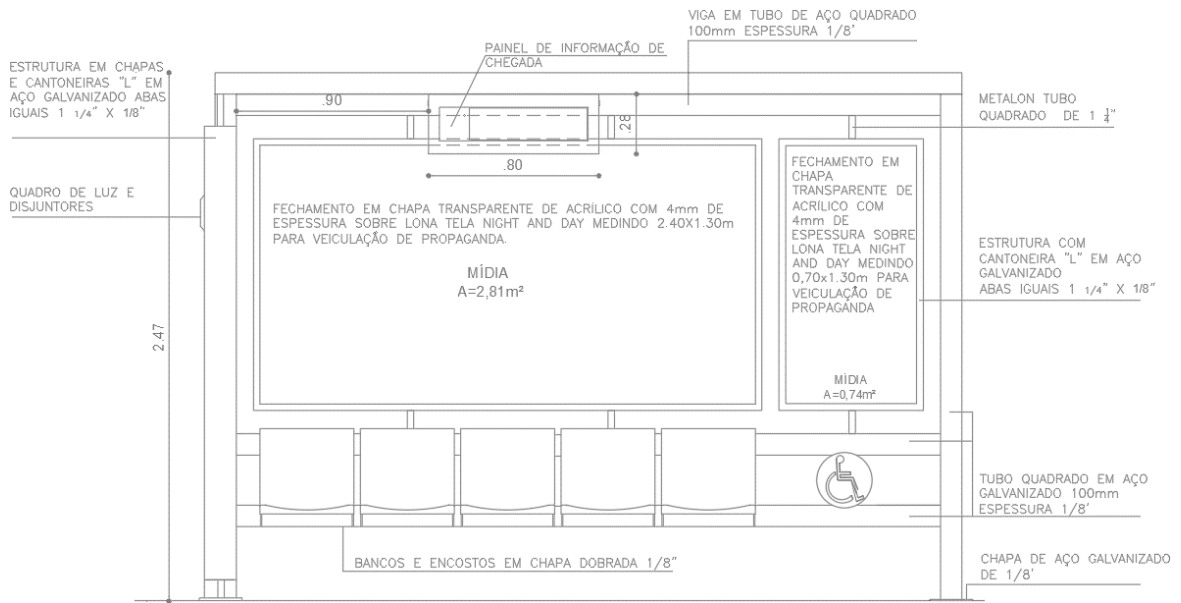 VIGA EM TUBO DE AÇO QUADRADO
100mm ESPESSURA 1/8'
PAINEL DE INFORMAÇÃO DE
CHEGADA
ESTRUTURA EM CHAPAS
E CANTONEIRAS "L" EM
AÇO GALVANIZADO ABAS
IGUAIS 1 1/4" X 1/8"
.90
.28
.80
METALON TUBO
QUADRADO DE 1 1/4"
QUADRO DE LUZ E
DISJUNTORES
FECHAMENTO EM CHAPA TRANSPARENTE DE ACRÍLICO COM 4mm DE
ESPESSURA SOBRE LONA TELA NIGHT AND DAY MEDINDO 2.40X1.30m
PARA VEICULAÇÃO DE PROPAGANDA.
MÍDIA
A=2,81m²
FECHAMENTO EM
CHAPA
TRANSPARENTE DE
ACRÍLICO COM
4mm DE
ESPESSURA SOBRE
LONA TELA NIGHT
AND DAY MEDINDO
0,70x1.30m PARA
VEICULAÇÃO DE
PROPAGANDA
MÍDIA
A=0,74m²
ESTRUTURA COM
CANTONEIRA "L" EM AÇO
GALVANIZADO
ABAS IGUAIS 1 1/4" X 1/8"
2.47
TUBO QUADRADO EM AÇO
GALVANIZADO 100mm
ESPESSURA 1/8'
BANCOS E ENCOSTOS EM CHAPA DOBRADA 1/8"
CHAPA DE AÇO GALVANIZADO
DE 1/8'